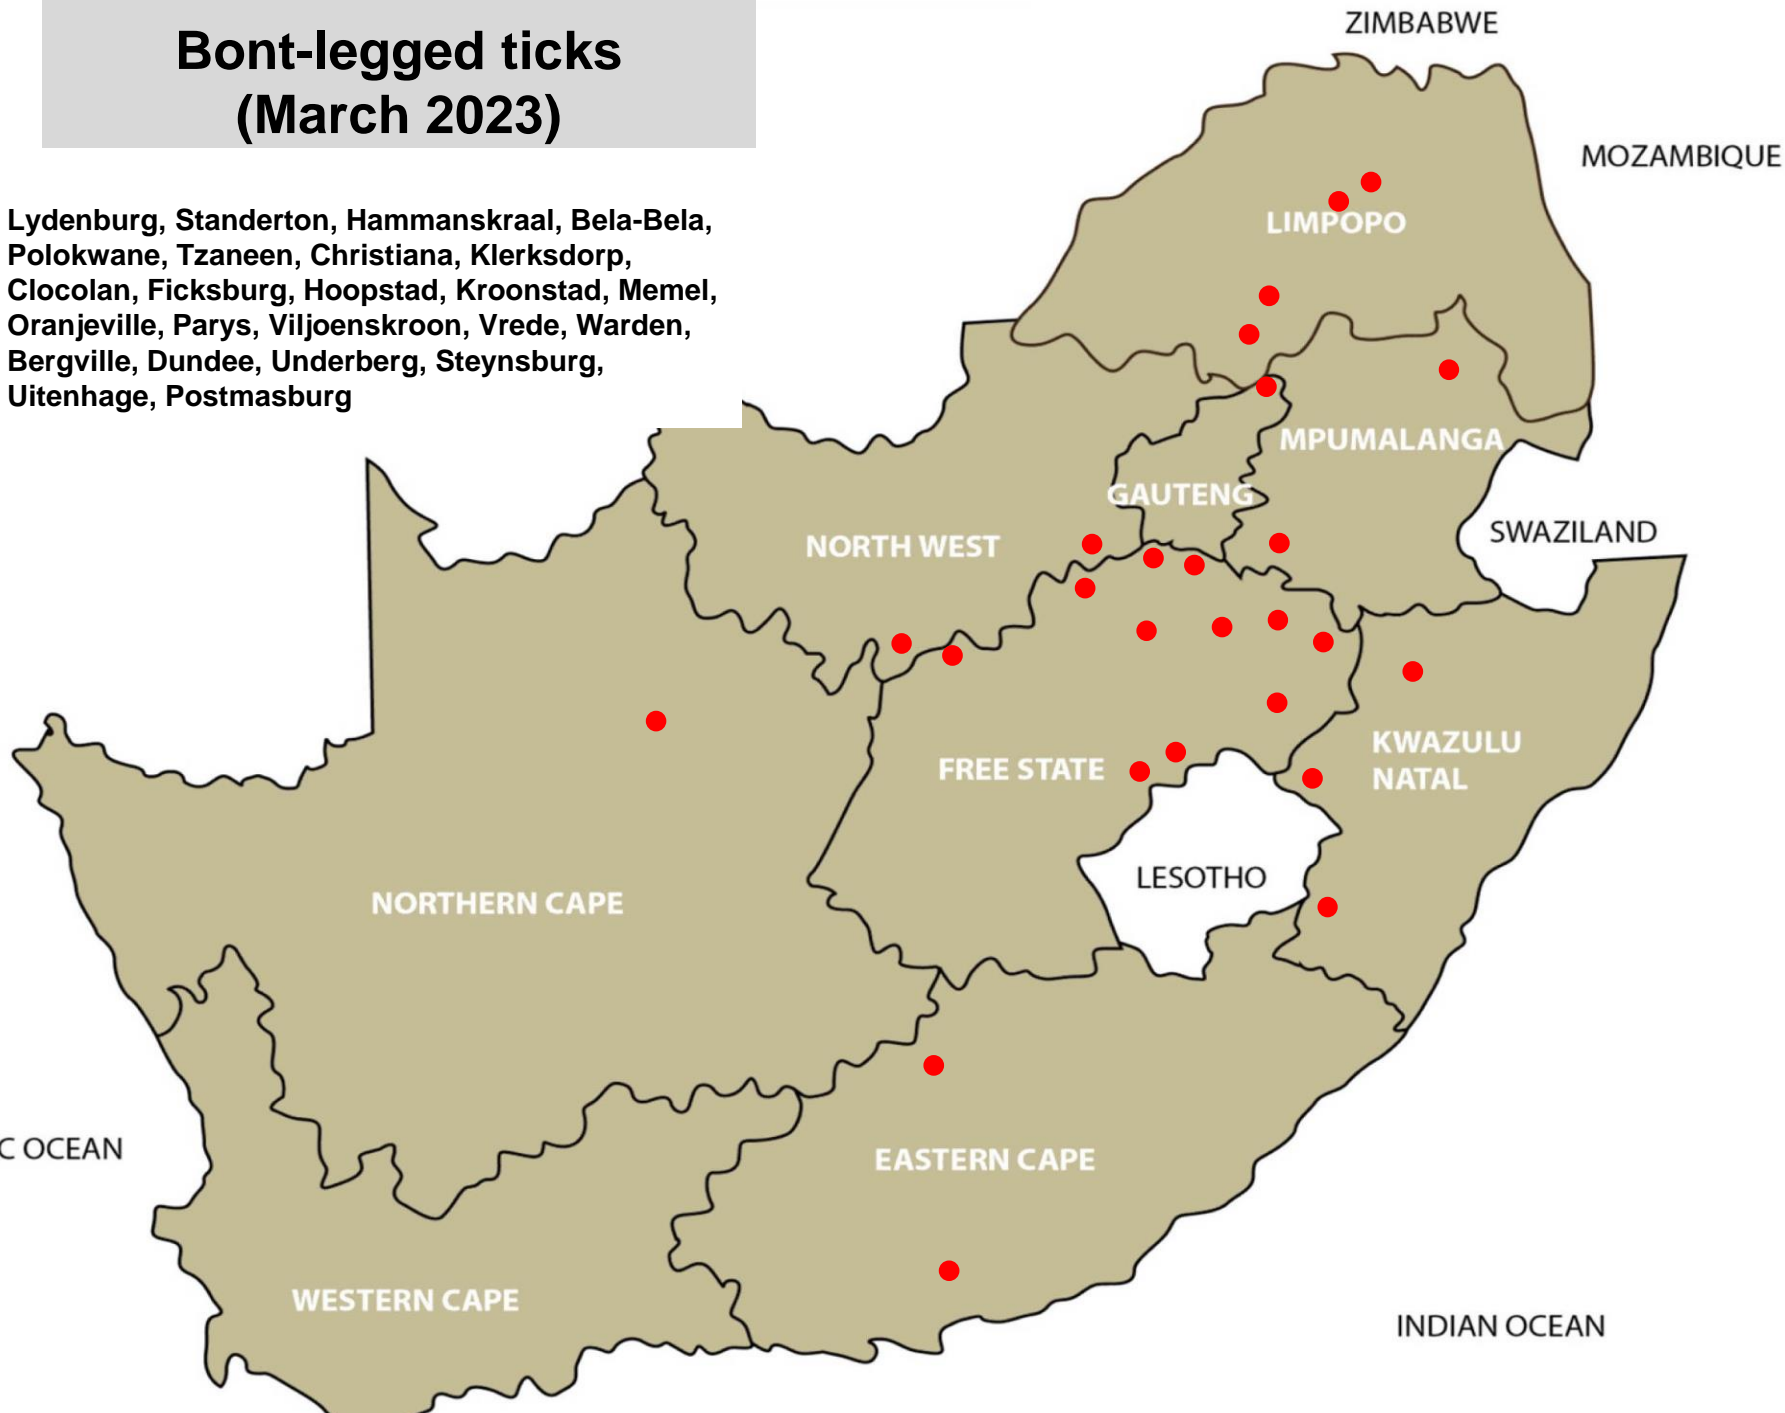 Bont-legged ticks
(March 2023)
Lydenburg, Standerton, Hammanskraal, Bela-Bela,
Polokwane, Tzaneen, Christiana, Klerksdorp,
Clocolan, Ficksburg, Hoopstad, Kroonstad, Memel,
Oranjeville, Parys, Viljoenskroon, Vrede, Warden,
Bergville, Dundee, Underberg, Steynsburg,
Uitenhage, Postmasburg
ZIMBABWE
MOZAMBIQUE
LIMPOPO
MPUMALANGA
GAUTENG
NORTH WEST
SWAZILAND
KWAZULU
NATAL
FREE STATE
LESOTHO
NORTHERN CAPE
C OCEAN
EASTERN CAPE
WESTERN CAPE
INDIAN OCEAN